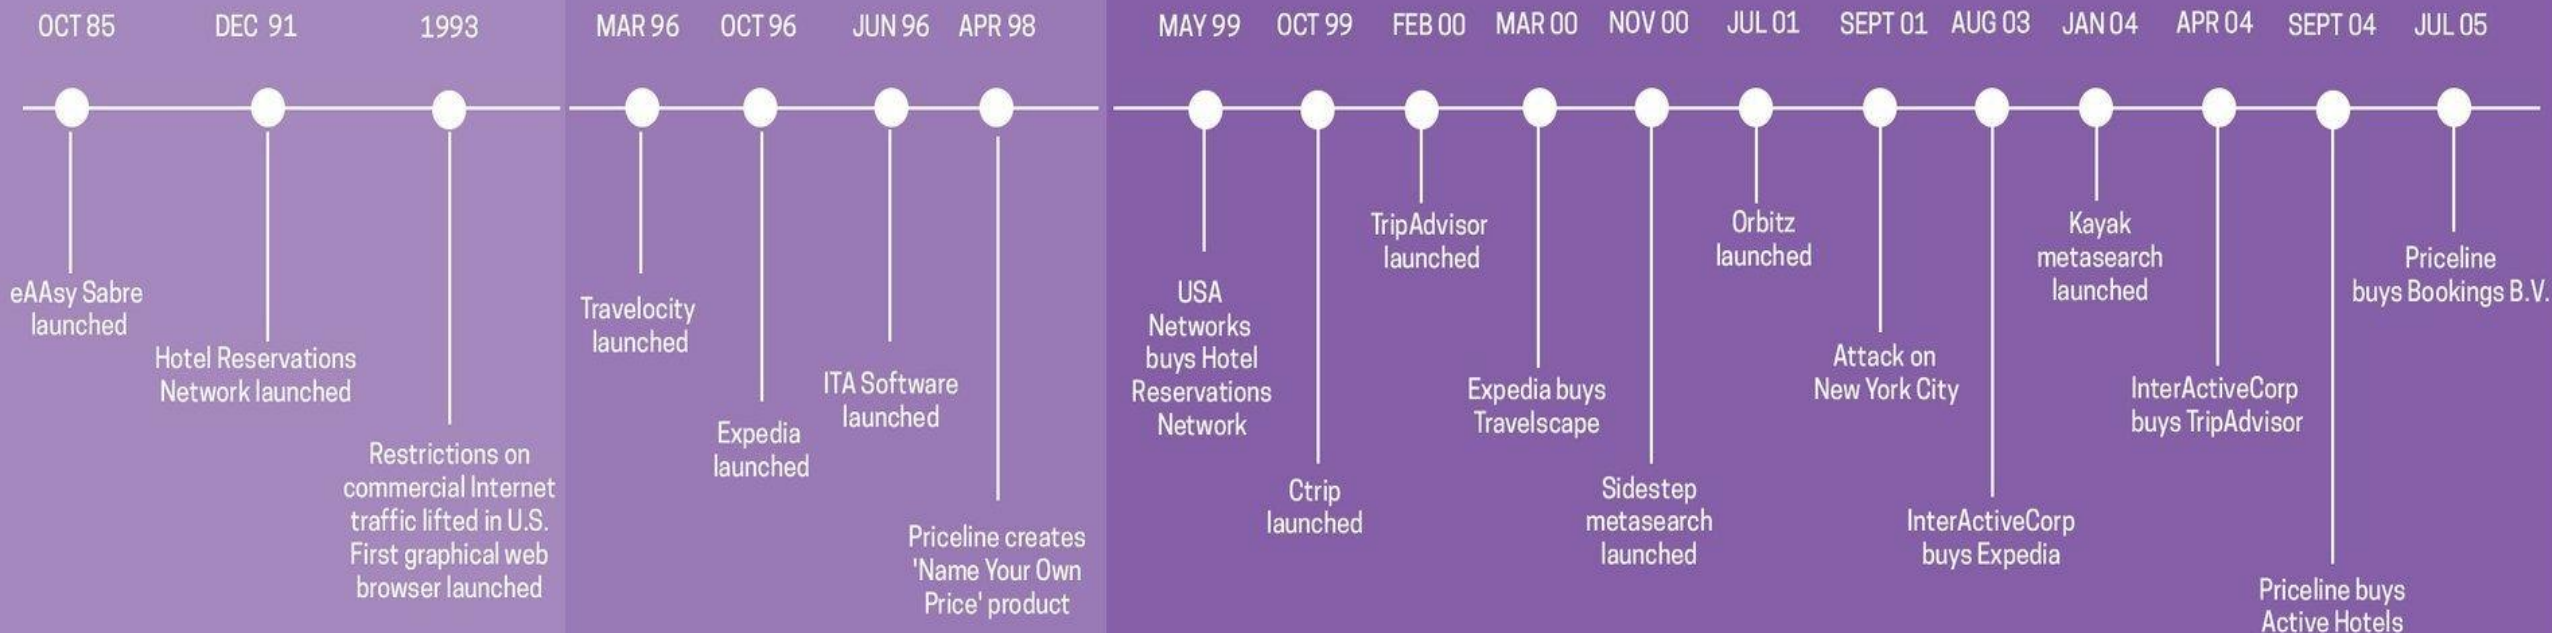 OCT 85
DEC 91
1993
MAR 96
OCT 96
JUN 96
APR 98
MAY 99
OCT 99
FEB 00
MAR 00
NOV 00
JUL 01
SEPT 01
AUG 03
JAN 04
APR 04
SEPT 04
JUL 05
eAAsy Sabre
launched
Hotel Reservations
Network launched
Restrictions on
commercial Internet
traffic lifted in U.S.
First graphical web
browser launched
Travelocity
launched
Expedia
launched
ITA Software
launched
Priceline creates
'Name Your Own
Price' product
USA
Networks
buys Hotel
Reservations
Network
Ctrip
launched
TripAdvisor
launched
Expedia buys
Travelscape
Sidestep
metasearch
launched
Orbitz
launched
Attack on
New York City
InterActiveCorp
buys Expedia
Kayak
metasearch
launched
InterActiveCorp
buys TripAdvisor
Priceline buys
Active Hotels
Priceline
buys Bookings B.V.